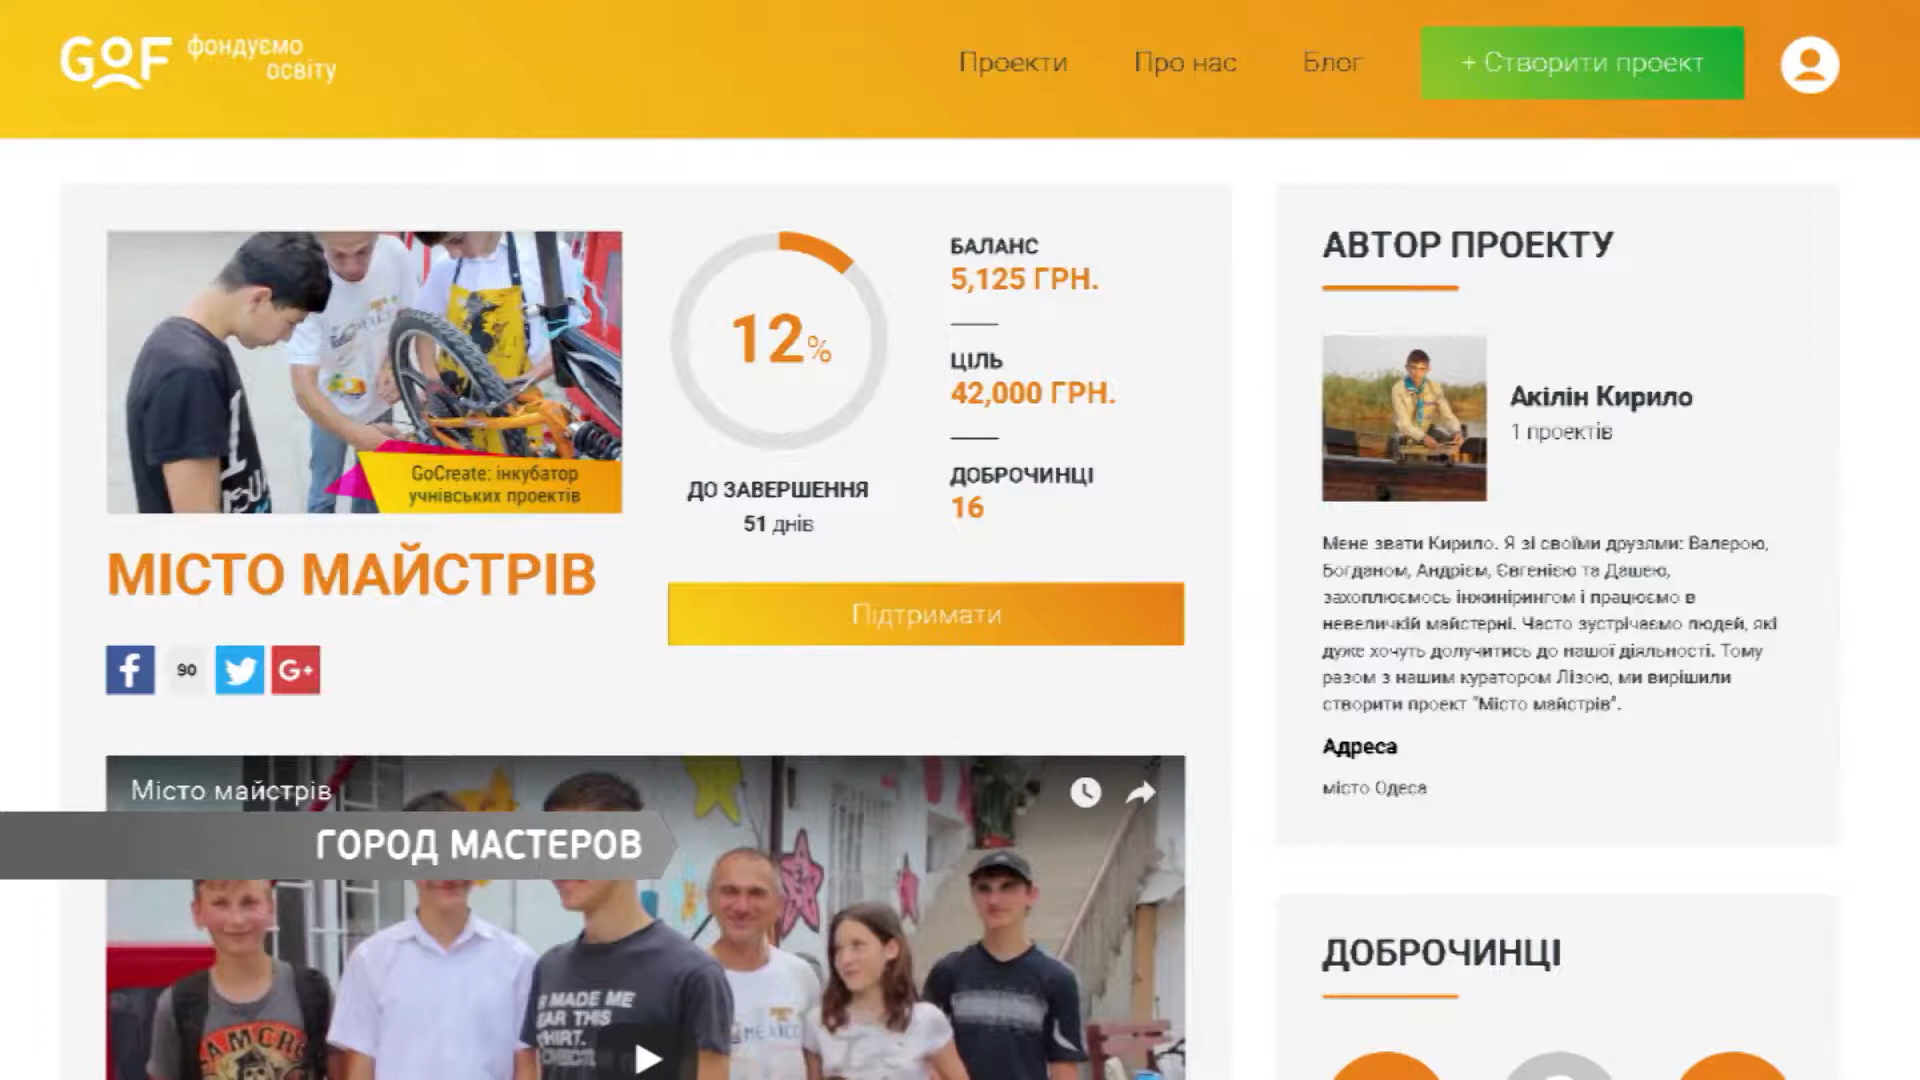 GoF фондуємо
освіту
Проекти
Про нас
Блог
+ Створити проект
GoCreate: інкубатор
учнівських проектів
МІСТО МАЙСТРІВ
90
12%
ДО ЗАВЕРШЕННЯ
51 днів
БАЛАНС
5,125 ГРН.
ЦІЛЬ
42,000 ГРН.
ДОБРОЧИНЦІ
16
Підтримати
Місто майстрів
ГОРОД МАСТЕРОВ
MADE ME
THIS
MEXICO
АВТОР ПРОЕКТУ
Акілін Кирило
1 проектів
Мене звати Кирило. Я зі своїми друзями: Валерою,
Богданом, Андрієм, Євгенією та Дашею,
захоплюємось інжинірингом і працюємо в
невеличкій майстерні. Часто зустрічаємо людей, які
дуже хочуть долучитись до нашої діяльності. Тому
разом з нашим куратором Лізою, ми вирішили
створити проект "Місто майстрів".
Адреса
місто Одеса
ДОБРОЧИНЦІ